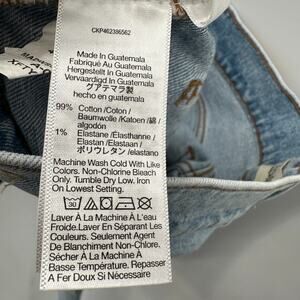 CKP462386562
Made In Guatemala
Fabriqué Au Guatemala
Hergestellt In Guatemala
Vervaardigd In Guatemala
グアテマラ製
hecho en guatemala
99% Cotton /Coton /
Baumwolle /Katoen /綿
/algodón
1% Elastane /Élasthanne /
Elastan /Elastaan /
ポリウレタン /elastano
Machine Wash Cold With Like
Colors. Non-Chlorine Bleach
Only. Tumble Dry Low. Iron
On Lowest Setting.
Laver À La Machine À L'eau
Froide.Laver En Séparant Les
Couleurs. Seulement Agent
De Blanchiment Non-Chlore.
Sécher À La Machine À
Basse Température. Repasser
À Fer Doux Si Nécessaire